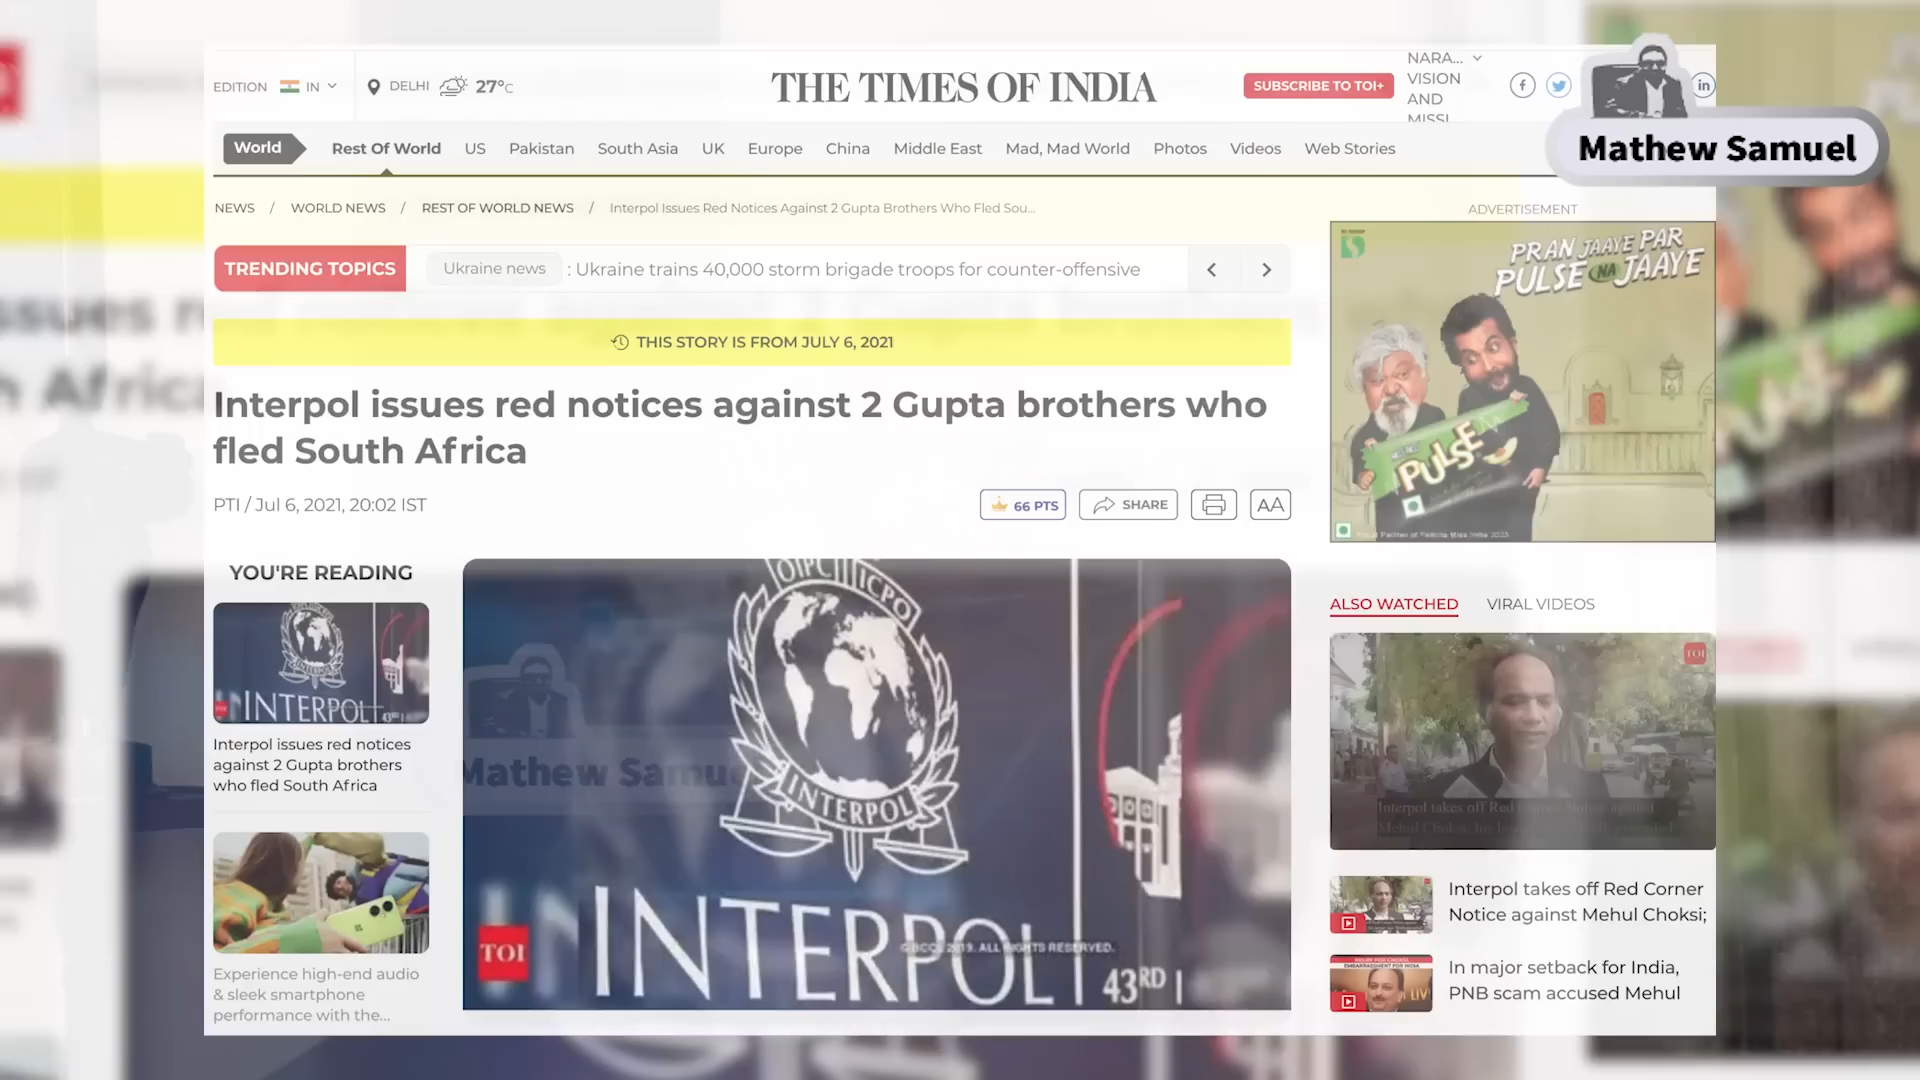 EDITION IN
DELHI 27°C
THE TIMES OF INDIA
SUBSCRIBE TO TOI+
NARA...
VISION
AND
MISSI
in
Mathew Samuel
World
Rest Of World US Pakistan South Asia UK Europe China Middle East Mad, Mad World Photos Videos Web Stories
NEWS / WORLD NEWS / REST OF WORLD NEWS / Interpol Issues Red Notices Against 2 Gupta Brothers Who Fled Sou...
ADVERTISEMENT
TRENDING TOPICS
Ukraine news : Ukraine trains 40,000 storm brigade troops for counter-offensive
PRAN JAAYE PAR
PULSE NA JAAYE
PULSE
THIS STORY IS FROM JULY 6, 2021
Interpol issues red notices against 2 Gupta brothers who
fled South Africa
PTI / Jul 6, 2021, 20:02 IST
66 PTS
SHARE
AA
YOU'RE READING
INTERPOL
Interpol issues red notices
against 2 Gupta brothers
who fled South Africa
Experience high-end audio
& sleek smartphone
performance with the...
OIPC ICPO
INTERPOL
Mathew Samu
TOI
INTERPOL
43RD
ALSO WATCHED VIRAL VIDEOS
TOI
Interpol takes off Red Corner
Notice against Mehul Choksi;
In major setback for India,
PNB scam accused Mehul